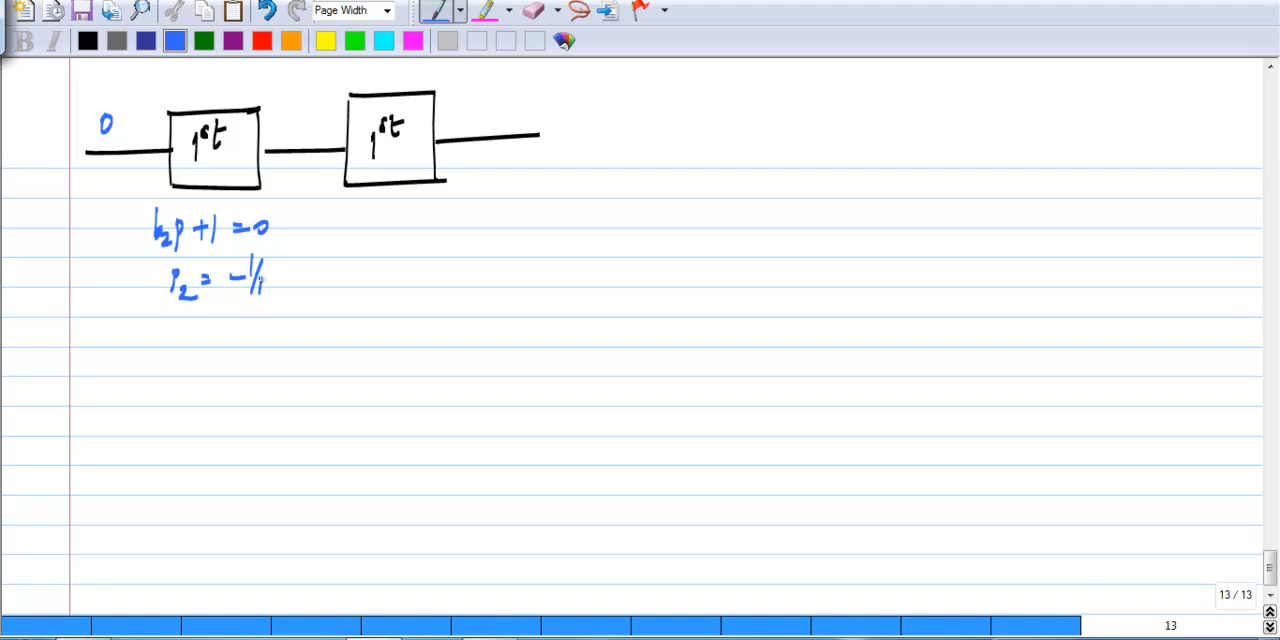 B I
Page Width
0
1st
1st
k₂p + 1 = 0
P₂ = -1/
13 / 13
13